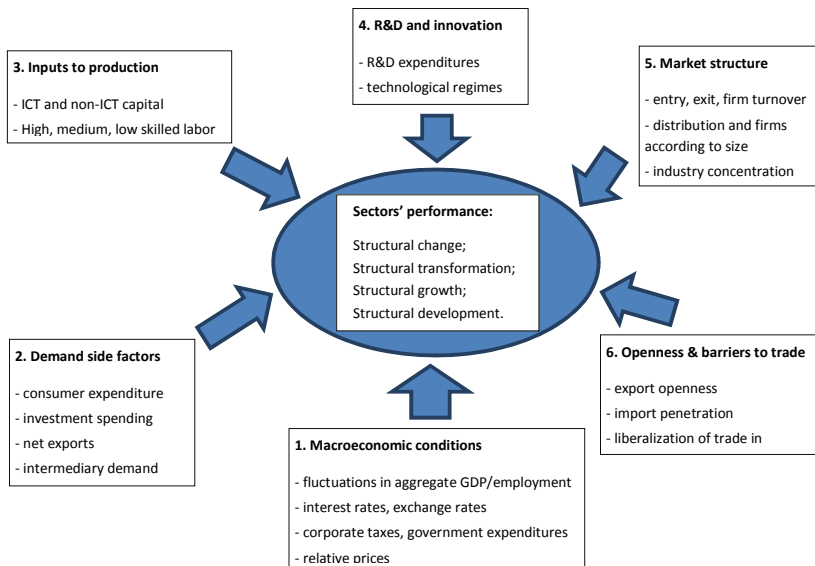 4. R&D and innovation
- R&D expenditures
- technological regimes
3. Inputs to production
- ICT and non-ICT capital
- High, medium, low skilled labor
5. Market structure
- entry, exit, firm turnover
- distribution and firms
according to size
- industry concentration
Sectors’ performance:
Structural change;
Structural transformation;
Structural growth;
Structural development.
2. Demand side factors
- consumer expenditure
- investment spending
- net exports
- intermediary demand
6. Openness & barriers to trade
- export openness
- import penetration
- liberalization of trade in
1. Macroeconomic conditions
- fluctuations in aggregate GDP/employment
- interest rates, exchange rates
- corporate taxes, government expenditures
- relative prices